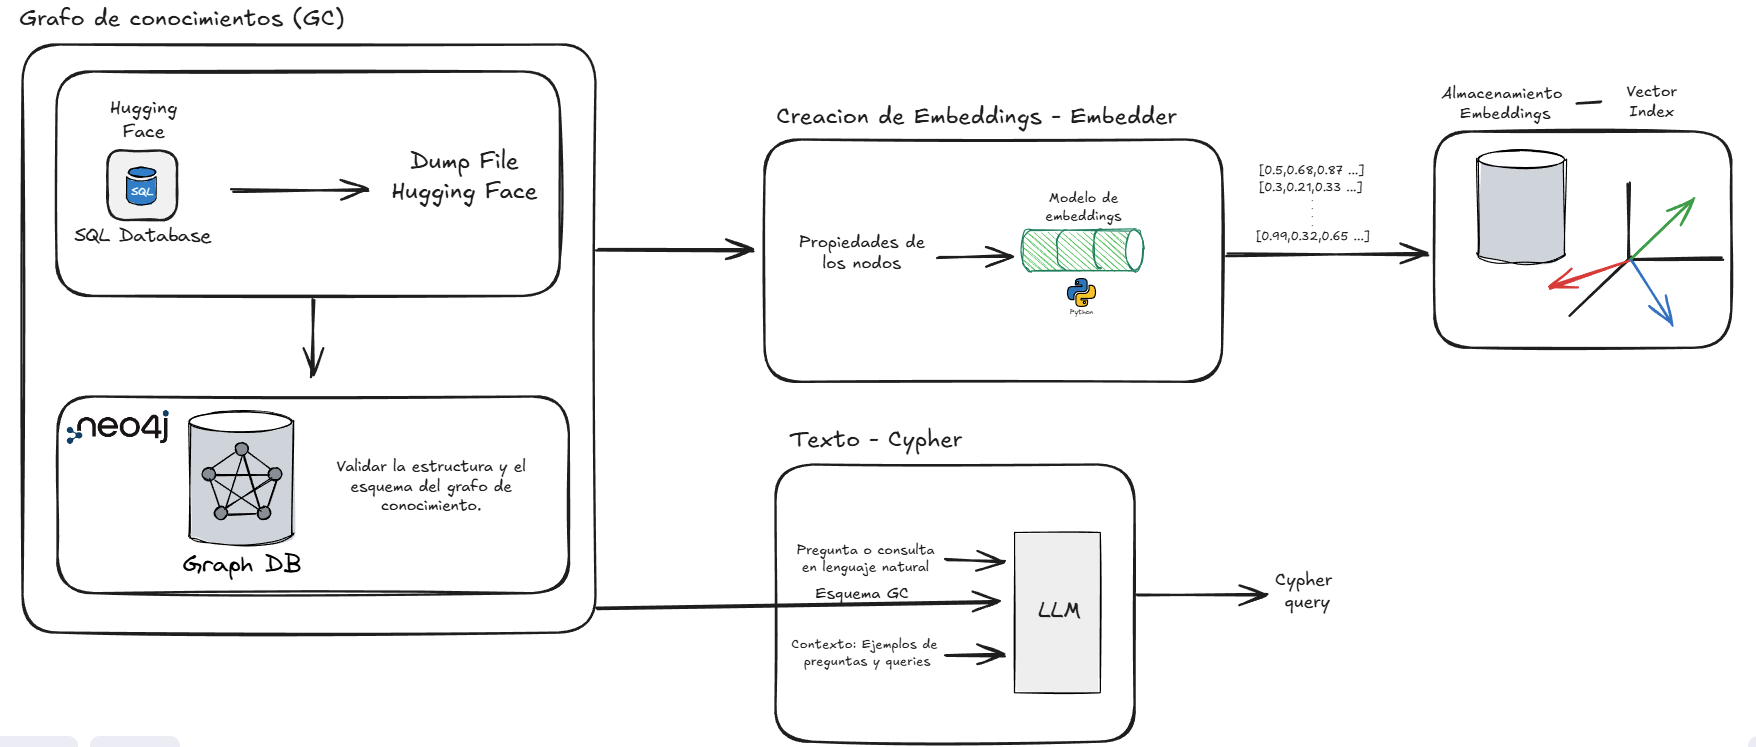 Grafo de conocimientos (GC)
Hugging
Face
SQL
SQL Database
Dump File
Hugging Face
neo4j
Graph DB
Validar la estructura y el
esquema del grafo de
conocimiento.
Creacion de Embeddings - Embedder
Propiedades de
los nodos
Modelo de
embeddings
Python
[0.5,0.68,0.87 ...]
[0.3,0.21,0.33 ...]
[0.99,0.32,0.65 ...]
Almacenamiento
Embeddings
Vector
Index
Texto - Cypher
Pregunta o consulta
en lenguaje natural
Esquema GC
Contexto: Ejemplos de
preguntas y queries
LLM
Cypher
query